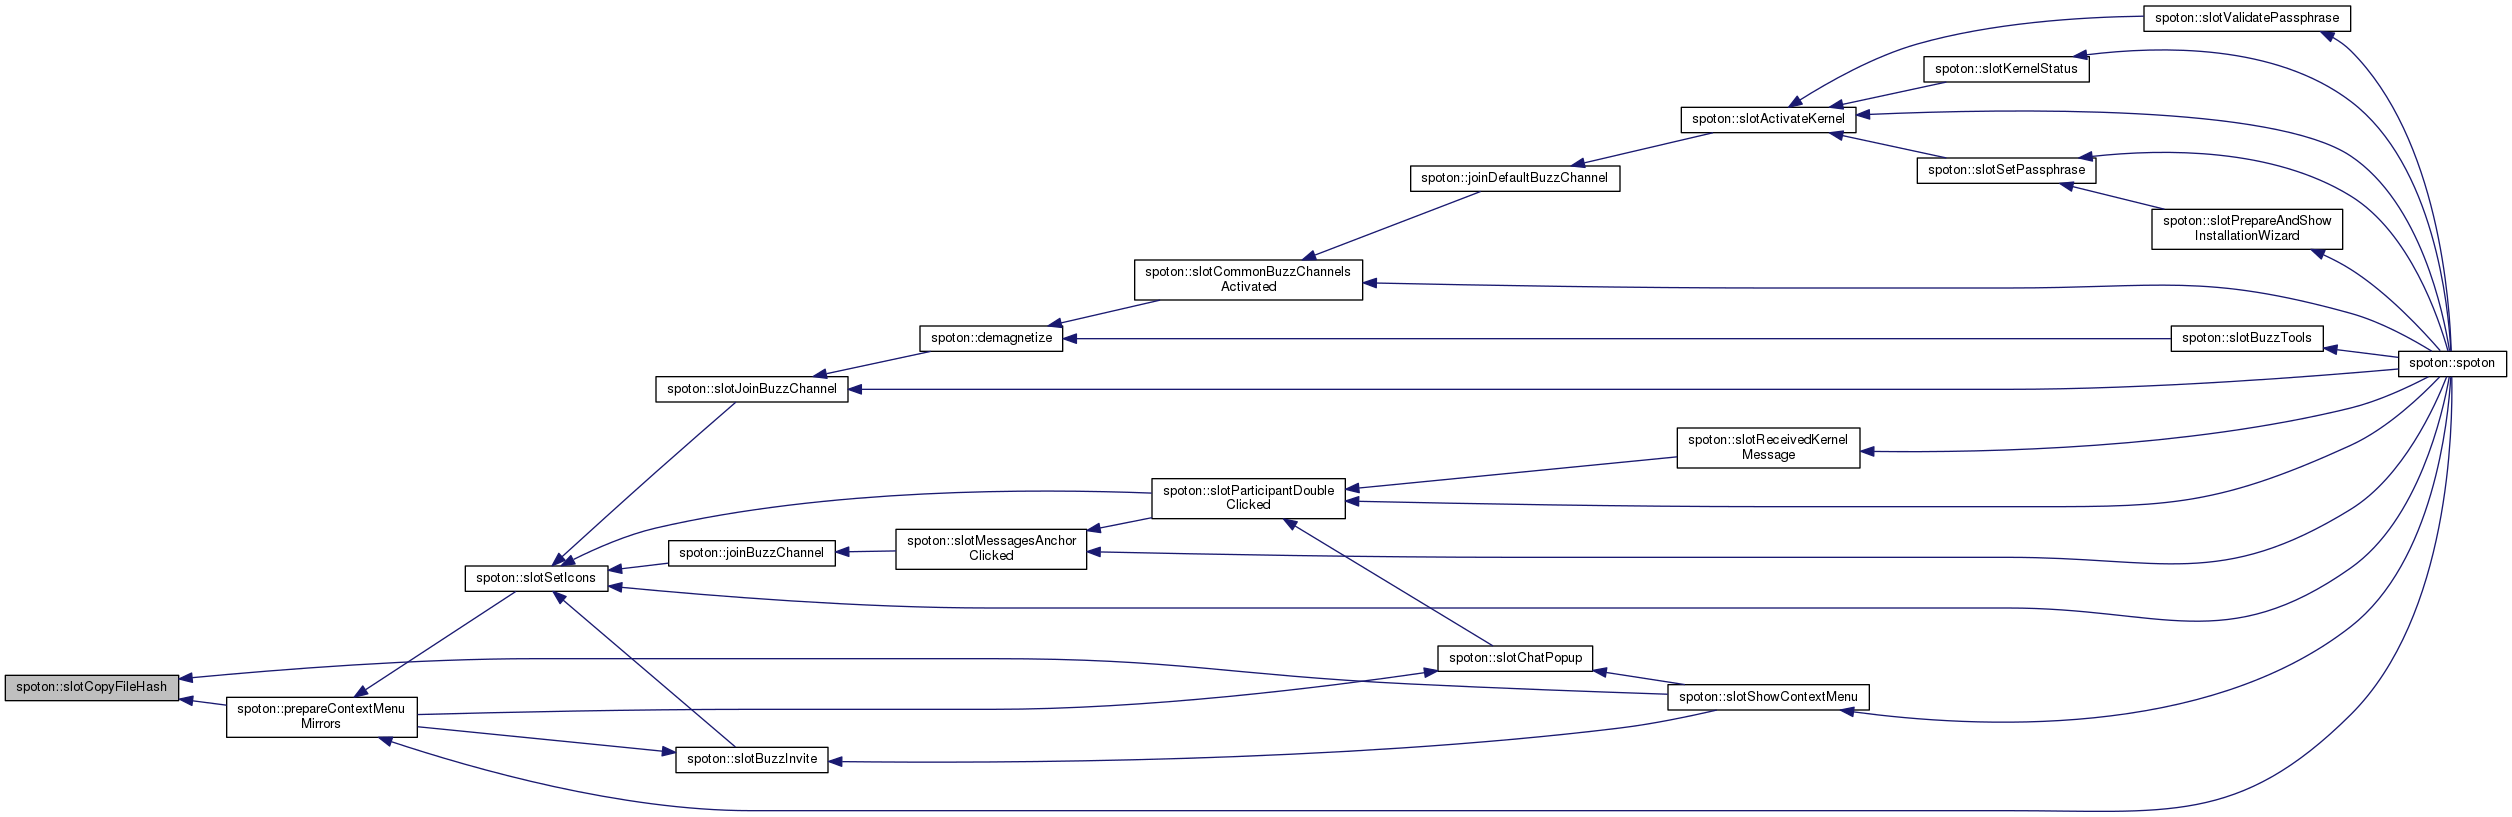 spoton::slotValidatePassphrase
spoton::slotKernelStatus
spoton::slotActivateKernel
spoton::slotSetPassphrase
spoton::joinDefaultBuzzChannel
spoton::slotPrepareAndShow
InstallationWizard
spoton::slotCommonBuzzChannels
Activated
spoton::demagnetize
spoton::slotBuzzTools
spoton::spoton
spoton::slotJoinBuzzChannel
spoton::slotReceivedKernel
Message
spoton::slotParticipantDouble
Clicked
spoton::slotMessagesAnchor
Clicked
spoton::joinBuzzChannel
spoton::slotSetIcons
spoton::slotChatPopup
spoton::slotCopyFileHash
spoton::slotShowContextMenu
spoton::prepareContextMenu
Mirrors
spoton::slotBuzzInvite